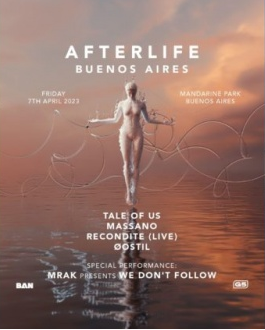 AFTERLIFE
BUENOS AIRES
FRIDAY
7TH APRIL 2023
MANDARINE PARK
BUENOS AIRES
TALE OF US
MASSANO
RECONDITE (LIVE)
ØOSTIL
SPECIAL PERFORMANCE:
MRAK PRESENTS WE DON'T FOLLOW
BAN
GS